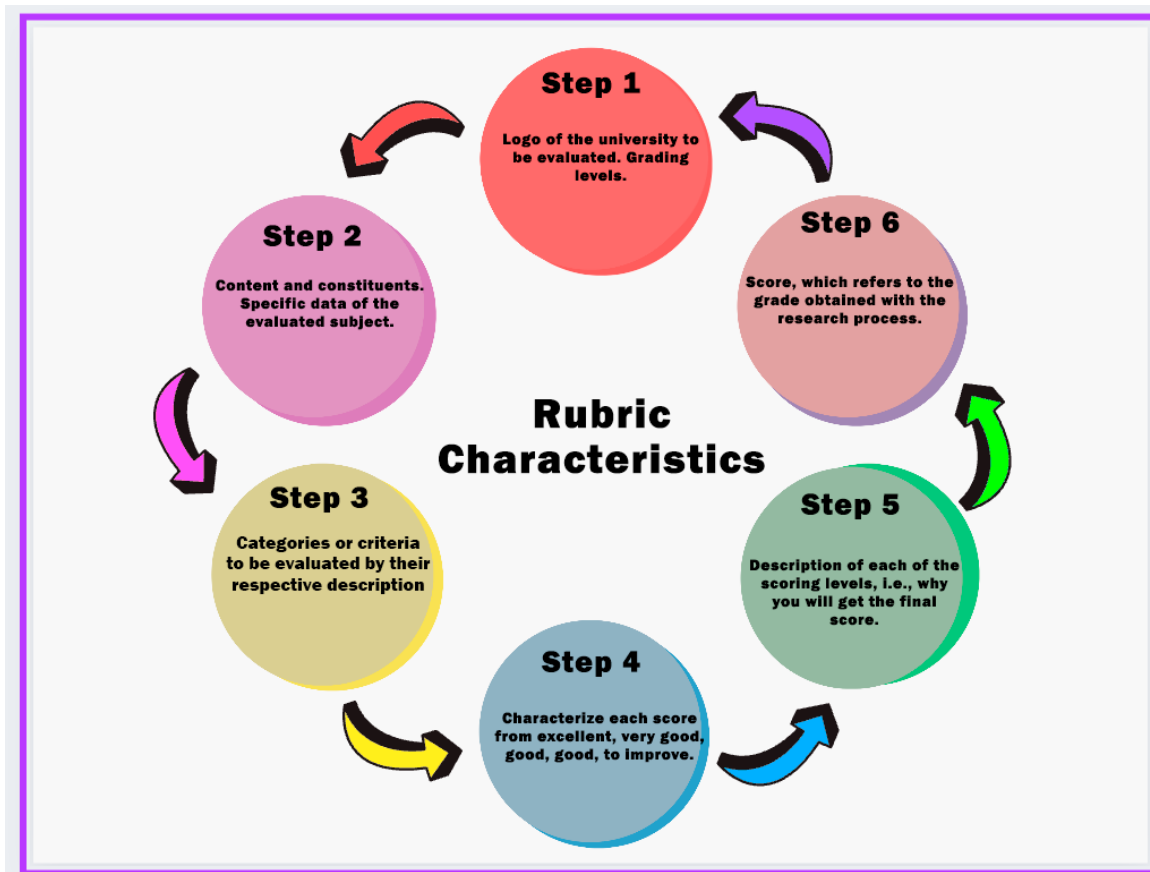 Step 1
Logo of the university to
be evaluated. Grading
levels.
Step 2
Content and constituents.
Specific data of the
evaluated subject.
Step 3
Categories or criteria
to be evaluated by their
respective description
Step 4
Characterize each score
from excellent, very good,
good, good, to improve.
Step 5
Description of each of the
scoring levels, i.e., why
you will get the final
score.
Step 6
Score, which refers to the
grade obtained with the
research process.
Rubric
Characteristics